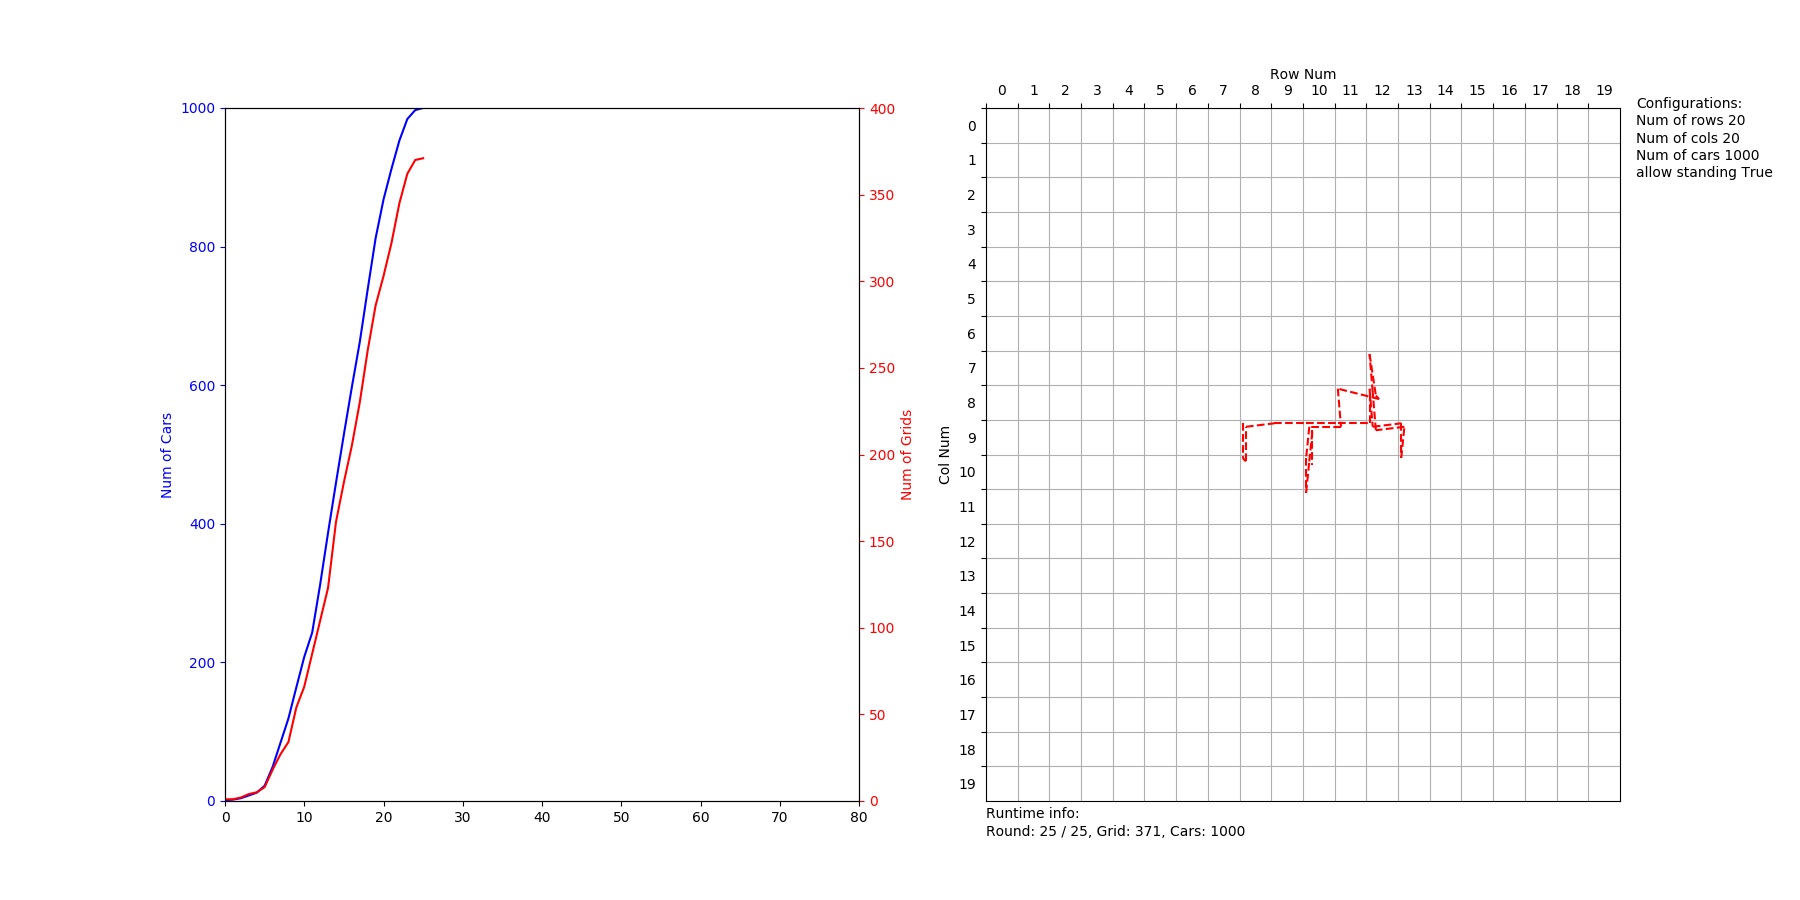 1000
800
600
400
200
0
Num of Cars
0 10 20 30 40 50 60 70 80
400
350
300
250
200
150
100
50
0
Num of Grids
Row Num
0 1 2 3 4 5 6 7 8 9 10 11 12 13 14 15 16 17 18 19
Col Num
0
1
2
3
4
5
6
7
8
9
10
11
12
13
14
15
16
17
18
19
Configurations:
Num of rows 20
Num of cols 20
Num of cars 1000
allow standing True
Runtime info:
Round: 25 / 25, Grid: 371, Cars: 1000